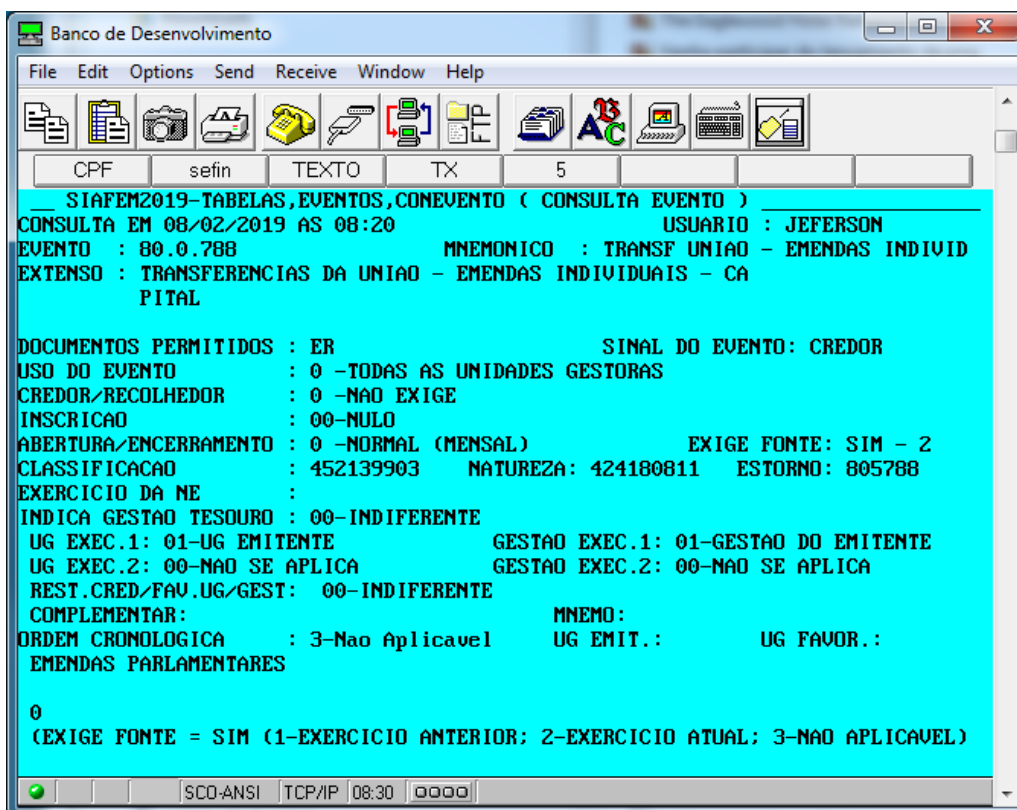 Banco de Desenvolvimento
File Edit Options Send Receive Window Help
FTP
ABC
CPF sefin TEXTO TX 5
__ SIAFEM2019-TABELAS,EVENTOS,CONEVENTO ( CONSULTA EVENTO ) ____________________
CONSULTA EM 08/02/2019 AS 08:20 USUARIO : JEFERSON
EVENTO : 80.0.788 MNEMONICO : TRANSF UNIAO - EMENDAS INDIVID
EXTENSO : TRANSFERENCIAS DA UNIAO - EMENDAS INDIVIDUAIS - CA
PITAL
DOCUMENTOS PERMITIDOS : ER SINAL DO EVENTO: CREDOR
USO DO EVENTO : 0 -TODAS AS UNIDADES GESTORAS
CREDOR/RECOLHEDOR : 0 -NAO EXIGE
INSCRICAO : 00-NULO
ABERTURA/ENCERRAMENTO : 0 -NORMAL (MENSAL) EXIGE FONTE: SIM - 2
CLASSIFICACAO : 452139903 NATUREZA: 424180811 ESTORNO: 805788
EXERCICIO DA NE :
INDICA GESTAO TESOURO : 00-INDIFERENTE
UG EXEC.1: 01-UG EMITENTE GESTAO EXEC.1: 01-GESTAO DO EMITENTE
UG EXEC.2: 00-NAO SE APLICA GESTAO EXEC.2: 00-NAO SE APLICA
REST.CRED/FAV.UG/GEST: 00-INDIFERENTE
COMPLEMENTAR: MNEMO:
ORDEM CRONOLOGICA : 3-Nao Aplicavel UG EMIT.: UG FAVOR.:
EMENDAS PARLAMENTARES
0
(EXIGE FONTE = SIM (1-EXERCICIO ANTERIOR; 2-EXERCICIO ATUAL; 3-NAO APLICAVEL)
SCO-ANSI TCP/IP 08:30